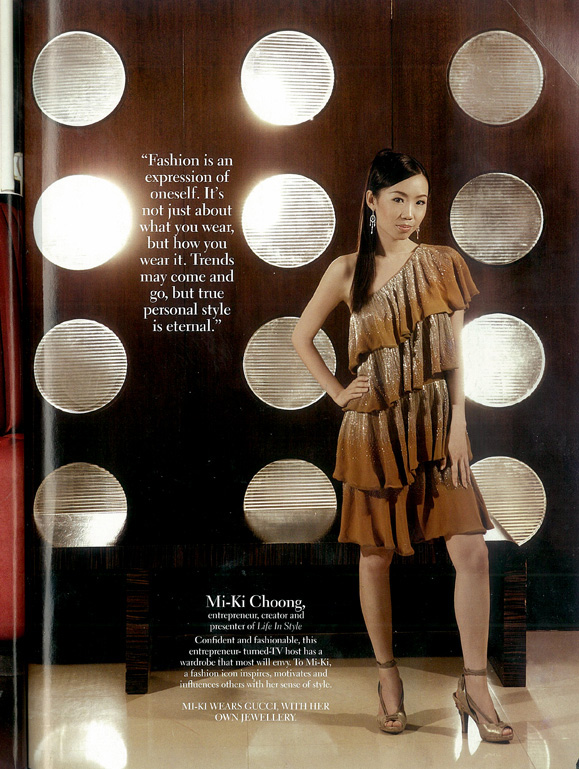 “Fashion is an
expression of
oneself. It’s
not just about
what you wear,
but how you
wear it. Trends
may come and
go, but true
personal style
is eternal.”
Mi-Ki Choong,
entrepreneur, creator and
presenter of Life In Style
Confident and fashionable, this
entrepreneur- turned-TV host has a
wardrobe that most will envy. To Mi-Ki,
a fashion icon inspires, motivates and
influences others with her sense of style.
MI-KI WEARS GUCCI, WITH HER
OWN JEWELLERY.